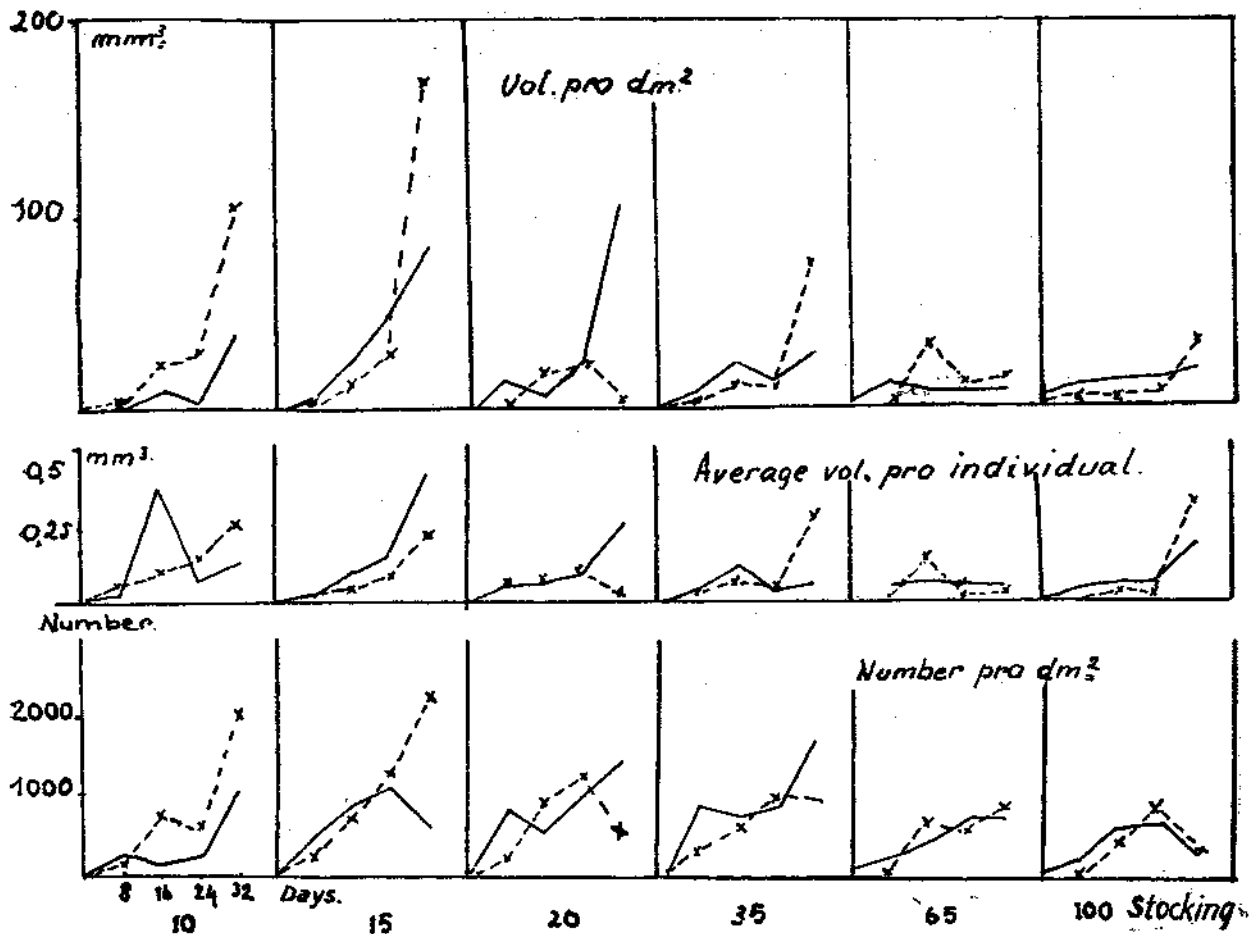 200
mm³.
Vol. pro dm²
100
mm³.
0,5
Average vol. pro individual.
0,25
Number.
Number pro dm²
2000
1000
8 16 24 32 Days.
10 15 20 35 65 100 Stocking